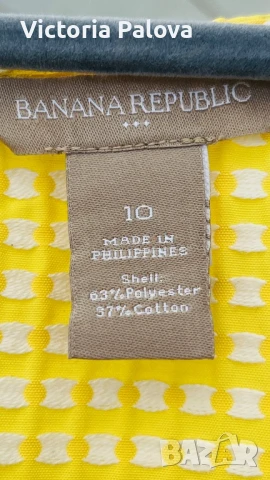 Victoria Palova
BANANA REPUBLIC
10
MADE IN
PHILIPPINES
Shell:
63% Polyester
37% Cotton
BAZAR